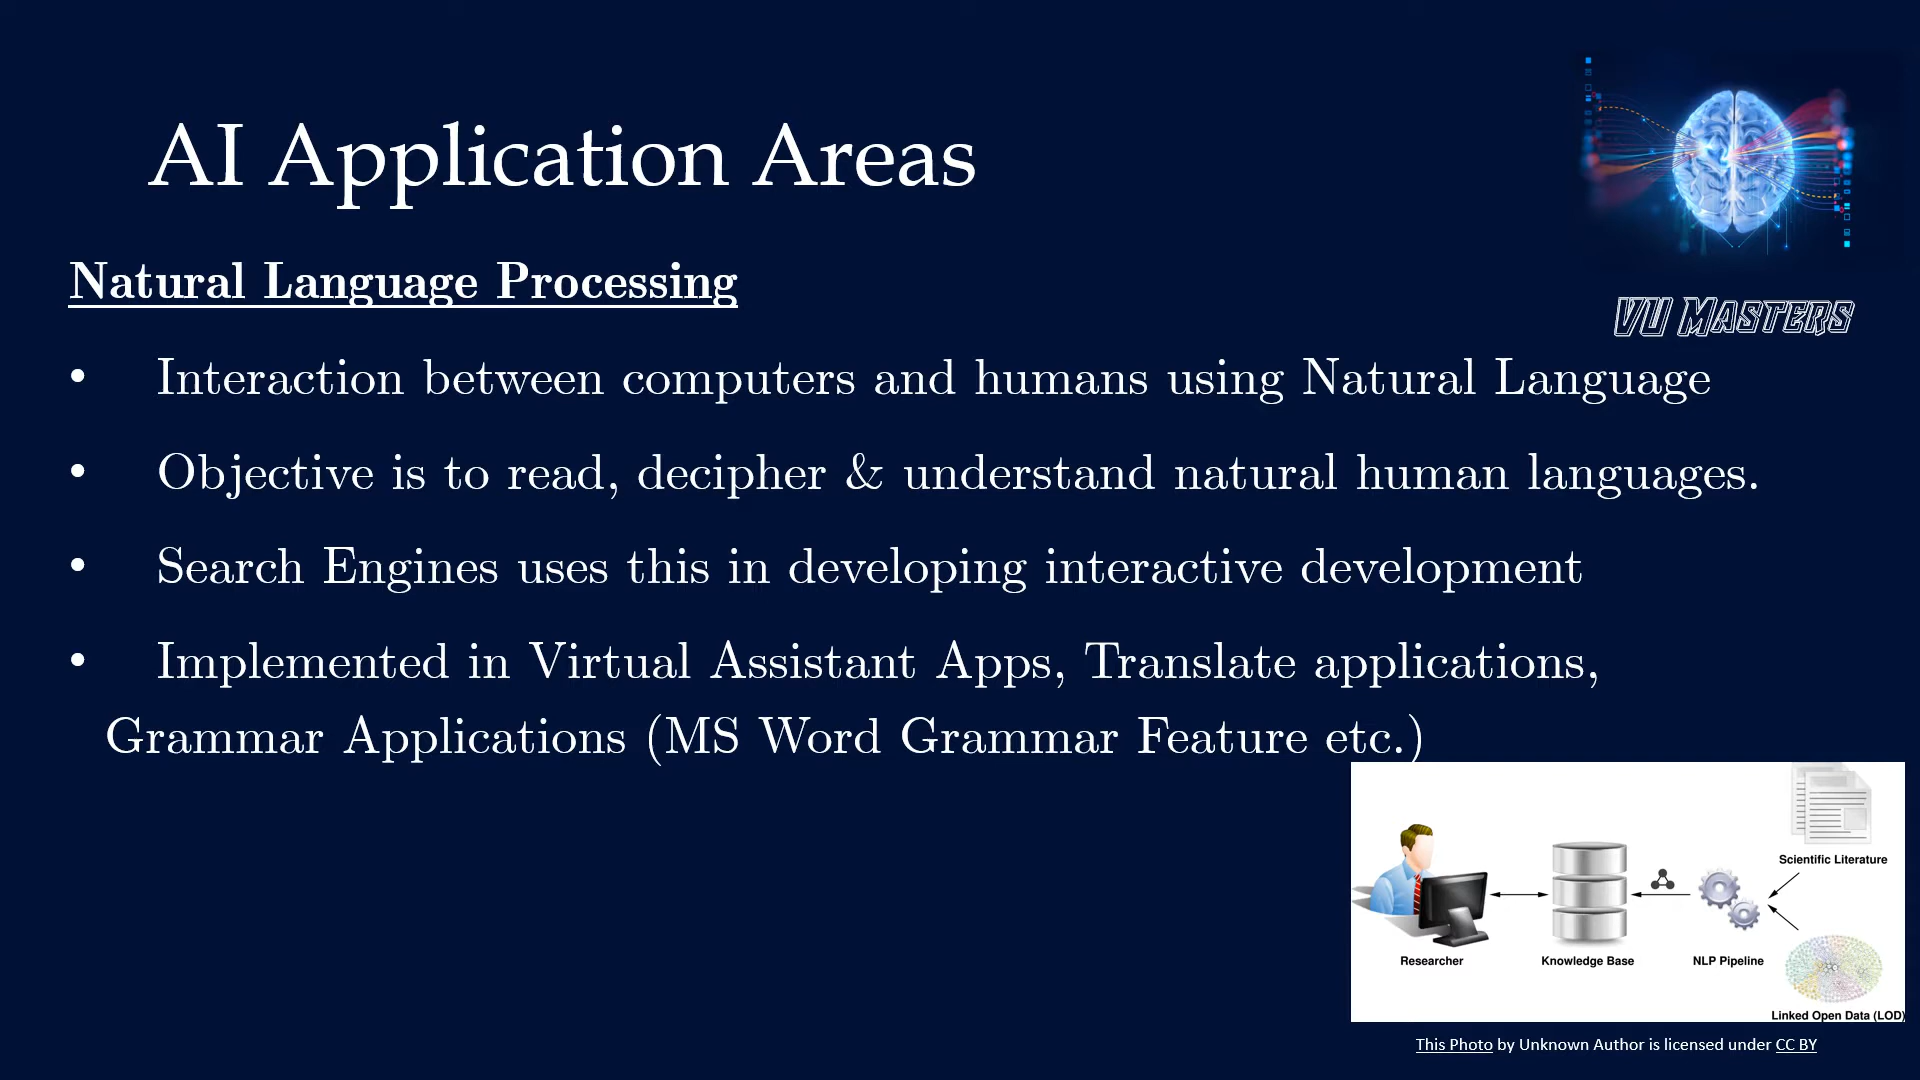 AI Application Areas
Natural Language Processing
VU Masters
• Interaction between computers and humans using Natural Language
• Objective is to read, decipher & understand natural human languages.
• Search Engines uses this in developing interactive development
• Implemented in Virtual Assistant Apps, Translate applications,
Grammar Applications (MS Word Grammar Feature etc.)
Scientific Literature
Researcher
Knowledge Base
NLP Pipeline
Linked Open Data (LOD)
This Photo by Unknown Author is licensed under CC BY